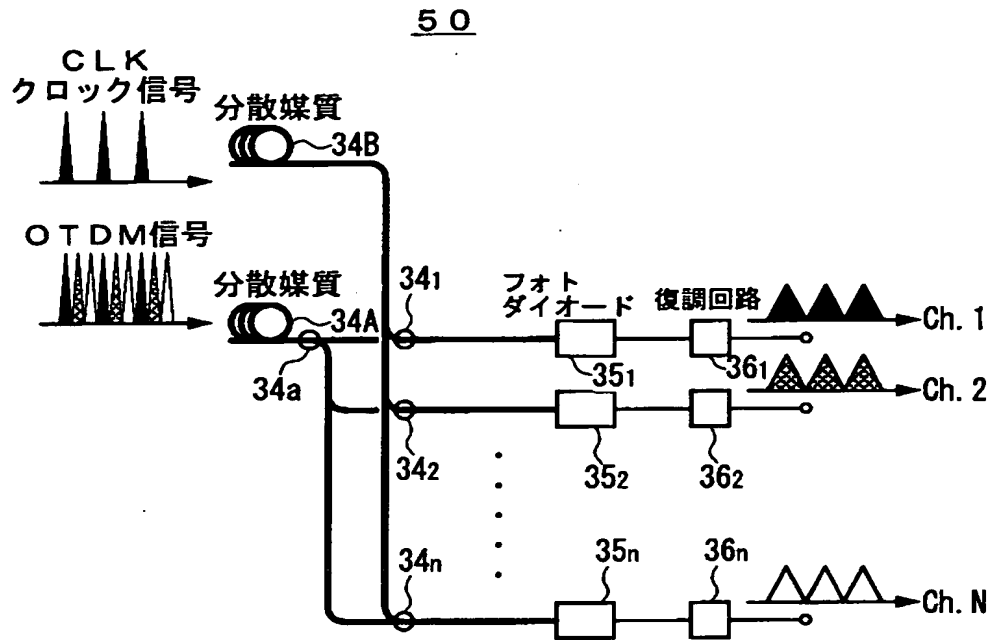 ５０
ＣＬＫ
クロック信号
分散媒質
34B
ＯＴＤＭ信号
分散媒質
34A
34a
34₁
フォト
ダイオード
復調回路
35₁
36₁
Ch. 1
34₂
35₂
36₂
Ch. 2
34n
35n
36n
Ch. N